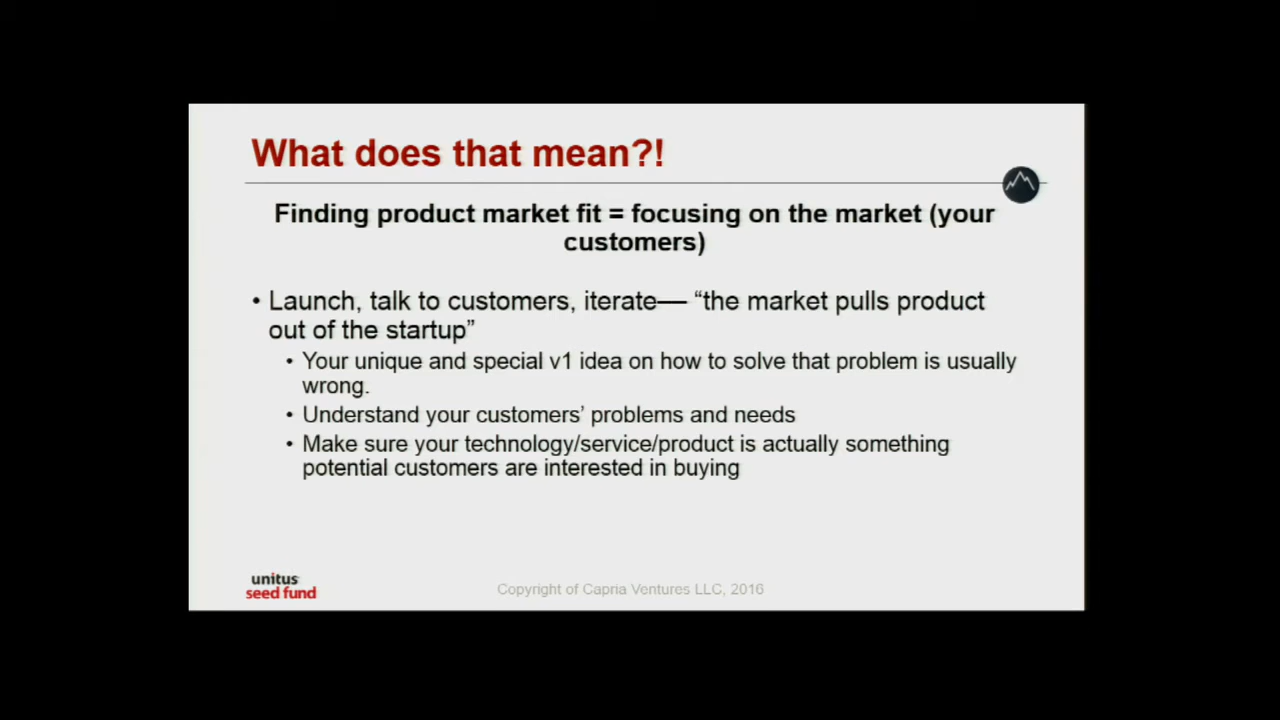 What does that mean?!
Finding product market fit = focusing on the market (your
customers)
• Launch, talk to customers, iterate— “the market pulls product
out of the startup”
• Your unique and special v1 idea on how to solve that problem is usually
wrong.
• Understand your customers’ problems and needs
• Make sure your technology/service/product is actually something
potential customers are interested in buying
unitus
seed fund
Copyright of Capria Ventures LLC, 2016